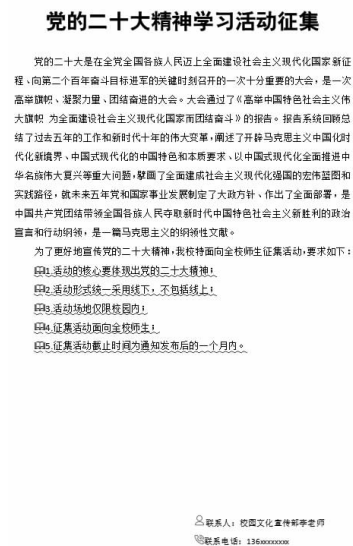 党的二十大精神学习活动征集
党的二十大是在全党全国各族人民迈上全面建设社会主义现代化国家新征
程、向第二个百年奋斗目标进军的关键时刻召开的一次十分重要的大会，是一次
高举旗帜、凝聚力量、团结奋进的大会。大会通过了《高举中国特色社会主义伟
大旗帜 为全面建设社会主义现代化国家而团结奋斗》的报告。报告系统回顾总
结了过去五年的工作和新时代十年的伟大变革，阐述了开辟马克思主义中国化时
代化新境界、中国式现代化的中国特色和本质要求、以中国式现代化全面推进中
华名族伟大复兴等重大问题，擘画了全面建成社会主义现代化强国的宏伟蓝图和
实践路径，就未来五年党和国家事业发展制定了大政方针、作出了全面部署，是
中国共产党团结带领全国各族人民夺取新时代中国特色社会主义新胜利的政治
宣言和行动纲领，是一篇马克思主义的纲领性文献。
为了更好地宣传党的二十大精神，我校特面向全校师生征集活动，要求如下：
1.活动的核心要体现出党的二十大精神；
2.活动形式统一采用线下，不包括线上；
3.活动场地仅限校园内；
4.征集活动面向全校师生；
5.征集活动截止时间为通知发布后的一个月内。
联系人：校园文化宣传部李老师
联系电话：136xxxxxxxx